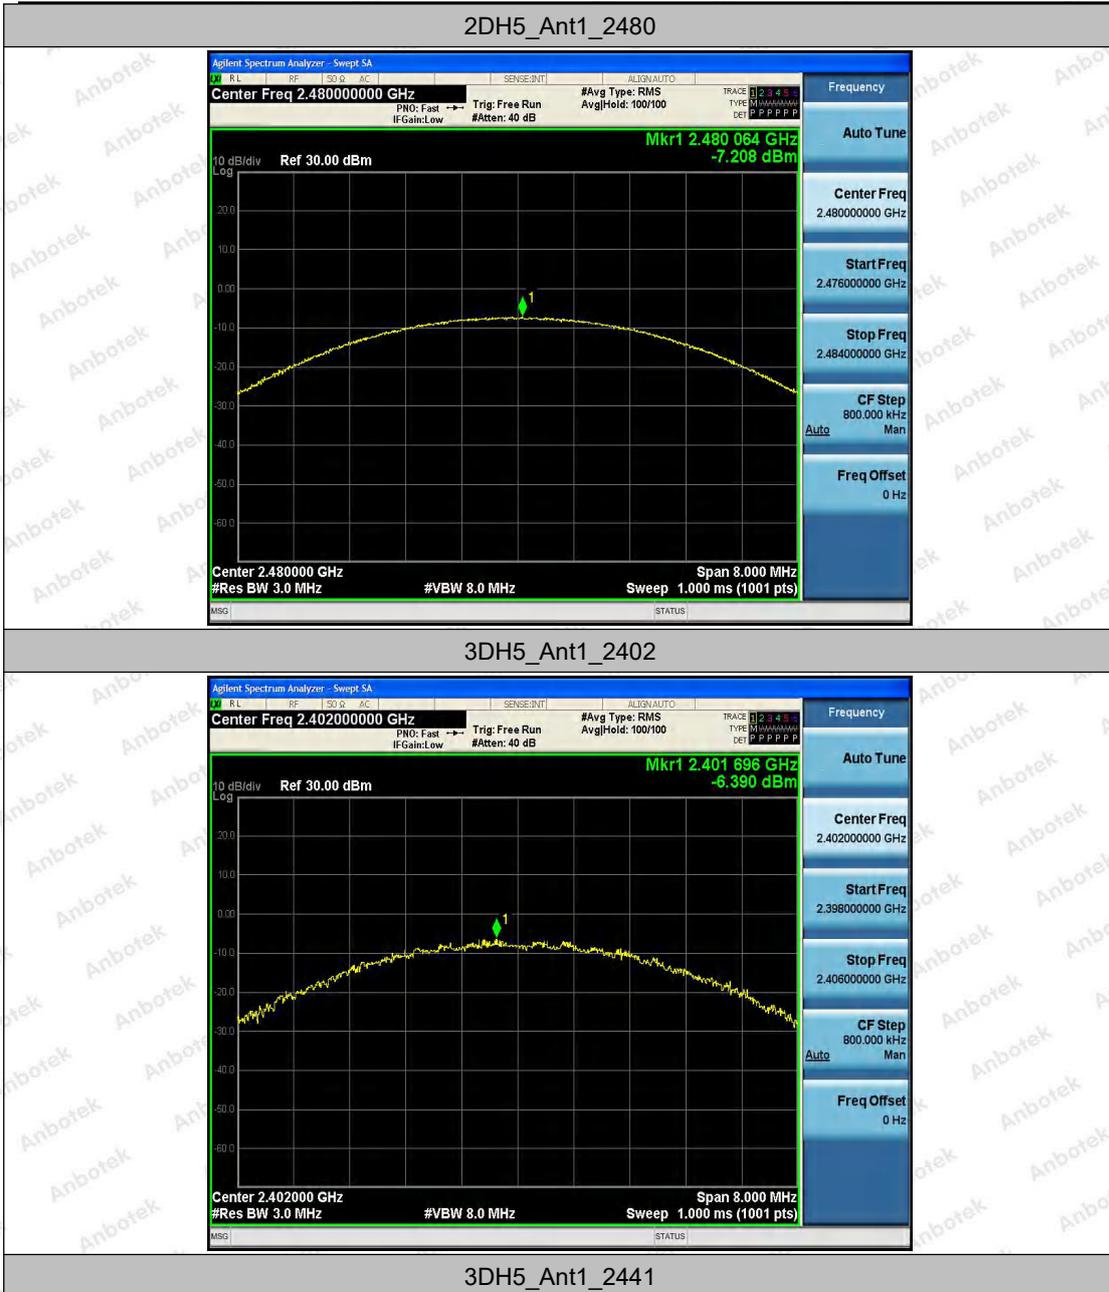 2DH5_Ant1_2480
Agilent Spectrum Analyzer - Swept SA
LXI RL RF 50 Ω AC SENSE:INT ALIGNAUTO
Center Freq 2.480000000 GHz
PNO: Fast
IFGain:Low
Trig: Free Run
#Atten: 40 dB
#Avg Type: RMS
Avg|Hold: 100/100
TRACE 1 2 3 4 5 6
TYPE M W W W W W
DET P P P P P P
Mkr1 2.480 064 GHz
-7.208 dBm
10 dB/div Ref 30.00 dBm
Log
20.0
10.0
0.00
-10.0
-20.0
-30.0
-40.0
-50.0
-60.0
1
Center 2.480000 GHz
Span 8.000 MHz
#Res BW 3.0 MHz
#VBW 8.0 MHz
Sweep 1.000 ms (1001 pts)
MSG
STATUS
Frequency
Auto Tune
Center Freq
2.480000000 GHz
Start Freq
2.476000000 GHz
Stop Freq
2.484000000 GHz
CF Step
800.000 kHz
Auto Man
Freq Offset
0 Hz
3DH5_Ant1_2402
Agilent Spectrum Analyzer - Swept SA
LXI RL RF 50 Ω AC SENSE:INT ALIGNAUTO
Center Freq 2.402000000 GHz
PNO: Fast
IFGain:Low
Trig: Free Run
#Atten: 40 dB
#Avg Type: RMS
Avg|Hold: 100/100
TRACE 1 2 3 4 5 6
TYPE M W W W W W
DET P P P P P P
Mkr1 2.401 696 GHz
-6.390 dBm
10 dB/div Ref 30.00 dBm
Log
20.0
10.0
0.00
-10.0
-20.0
-30.0
-40.0
-50.0
-60.0
1
Center 2.402000 GHz
Span 8.000 MHz
#Res BW 3.0 MHz
#VBW 8.0 MHz
Sweep 1.000 ms (1001 pts)
MSG
STATUS
Frequency
Auto Tune
Center Freq
2.402000000 GHz
Start Freq
2.398000000 GHz
Stop Freq
2.406000000 GHz
CF Step
800.000 kHz
Auto Man
Freq Offset
0 Hz
3DH5_Ant1_2441
Anbotek